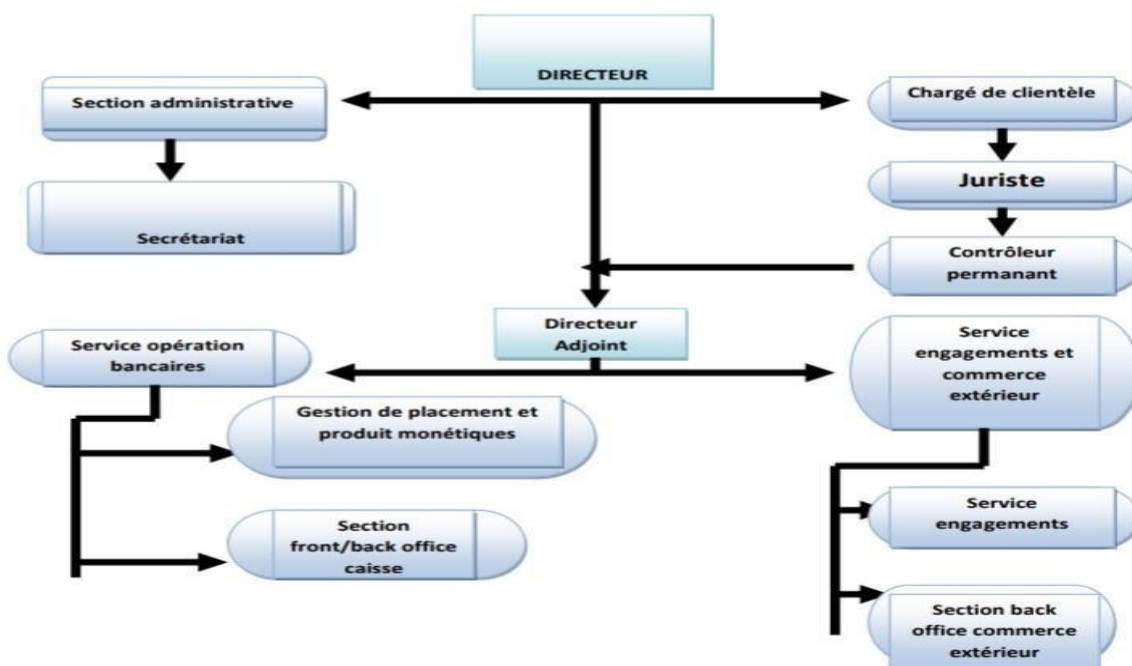 DIRECTEUR
Section administrative
Chargé de clientèle
Juriste
Secrétariat
Contrôleur
permanant
Directeur
Adjoint
Service opération
bancaires
Service
engagements et
commerce
extérieur
Gestion de placement et
produit monétiques
Section
front/back office
caisse
Service
engagements
Section back
office commerce
extérieur